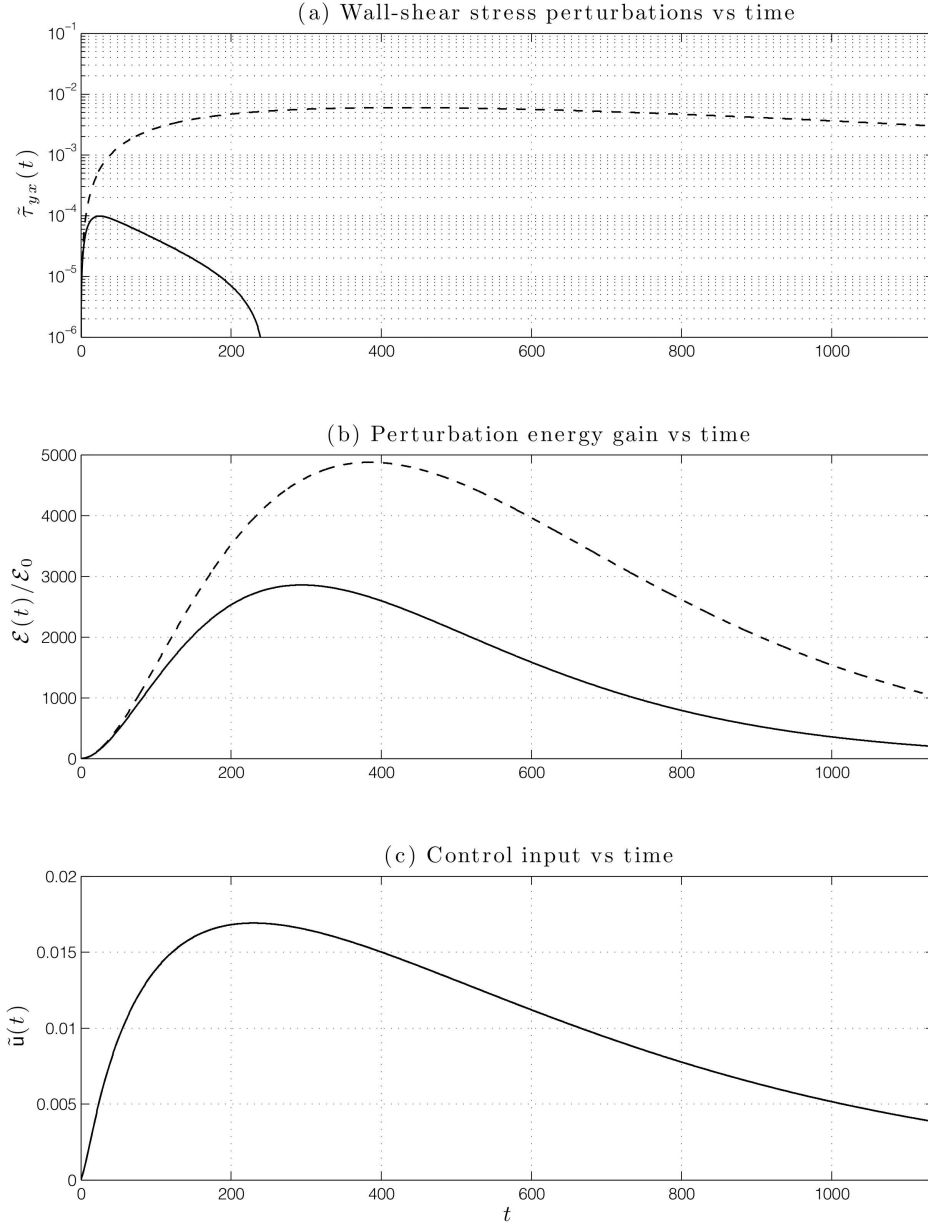 (a) Wall-shear stress perturbations vs time
10⁻¹
10⁻²
10⁻³
10⁻⁴
10⁻⁵
10⁻⁶
τ̃yx(t)
0 200 400 600 800 1000
(b) Perturbation energy gain vs time
5000
4000
3000
2000
1000
0
ℰ(t)/ℰ₀
0 200 400 600 800 1000
(c) Control input vs time
0.02
0.015
0.01
0.005
0
ũ(t)
0 200 400 600 800 1000
t